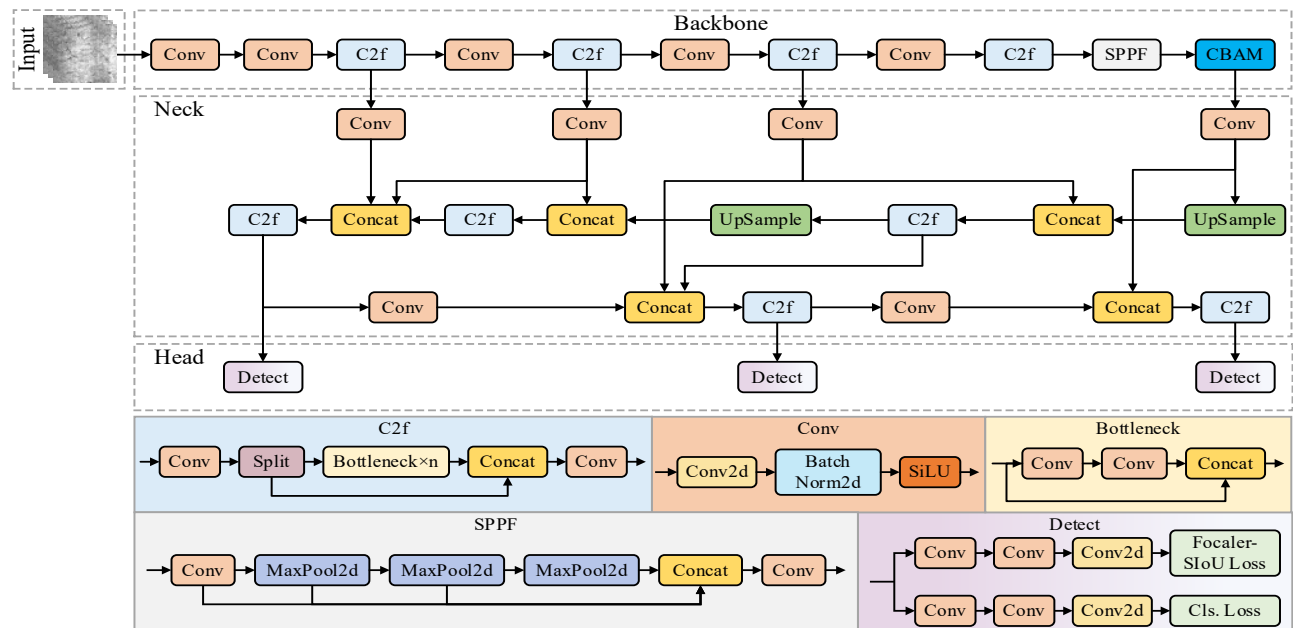 Input
Backbone
Conv Conv C2f Conv C2f Conv C2f Conv C2f SPPF CBAM
Neck
Conv Conv Conv Conv
C2f Concat C2f Concat UpSample C2f Concat UpSample
Conv Concat C2f Conv Concat C2f
Head
Detect Detect Detect
C2f
Conv Split Bottleneck×n Concat Conv
Conv
Conv2d Batch Norm2d SiLU
Bottleneck
Conv Conv Concat
SPPF
Conv MaxPool2d MaxPool2d MaxPool2d Concat Conv
Detect
Conv Conv Conv2d Focaler-
SIoU Loss
Conv Conv Conv2d Cls. Loss